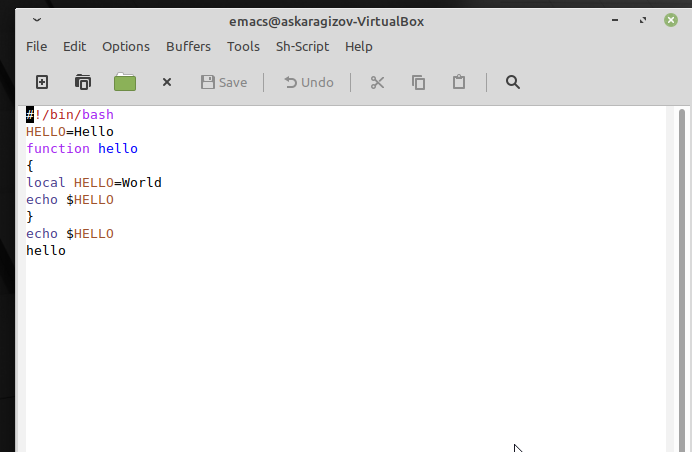 emacs@askaragizov-VirtualBox
File Edit Options Buffers Tools Sh-Script Help
Save Undo
#!/bin/bash
HELLO=Hello
function hello
{
local HELLO=World
echo $HELLO
}
echo $HELLO
hello